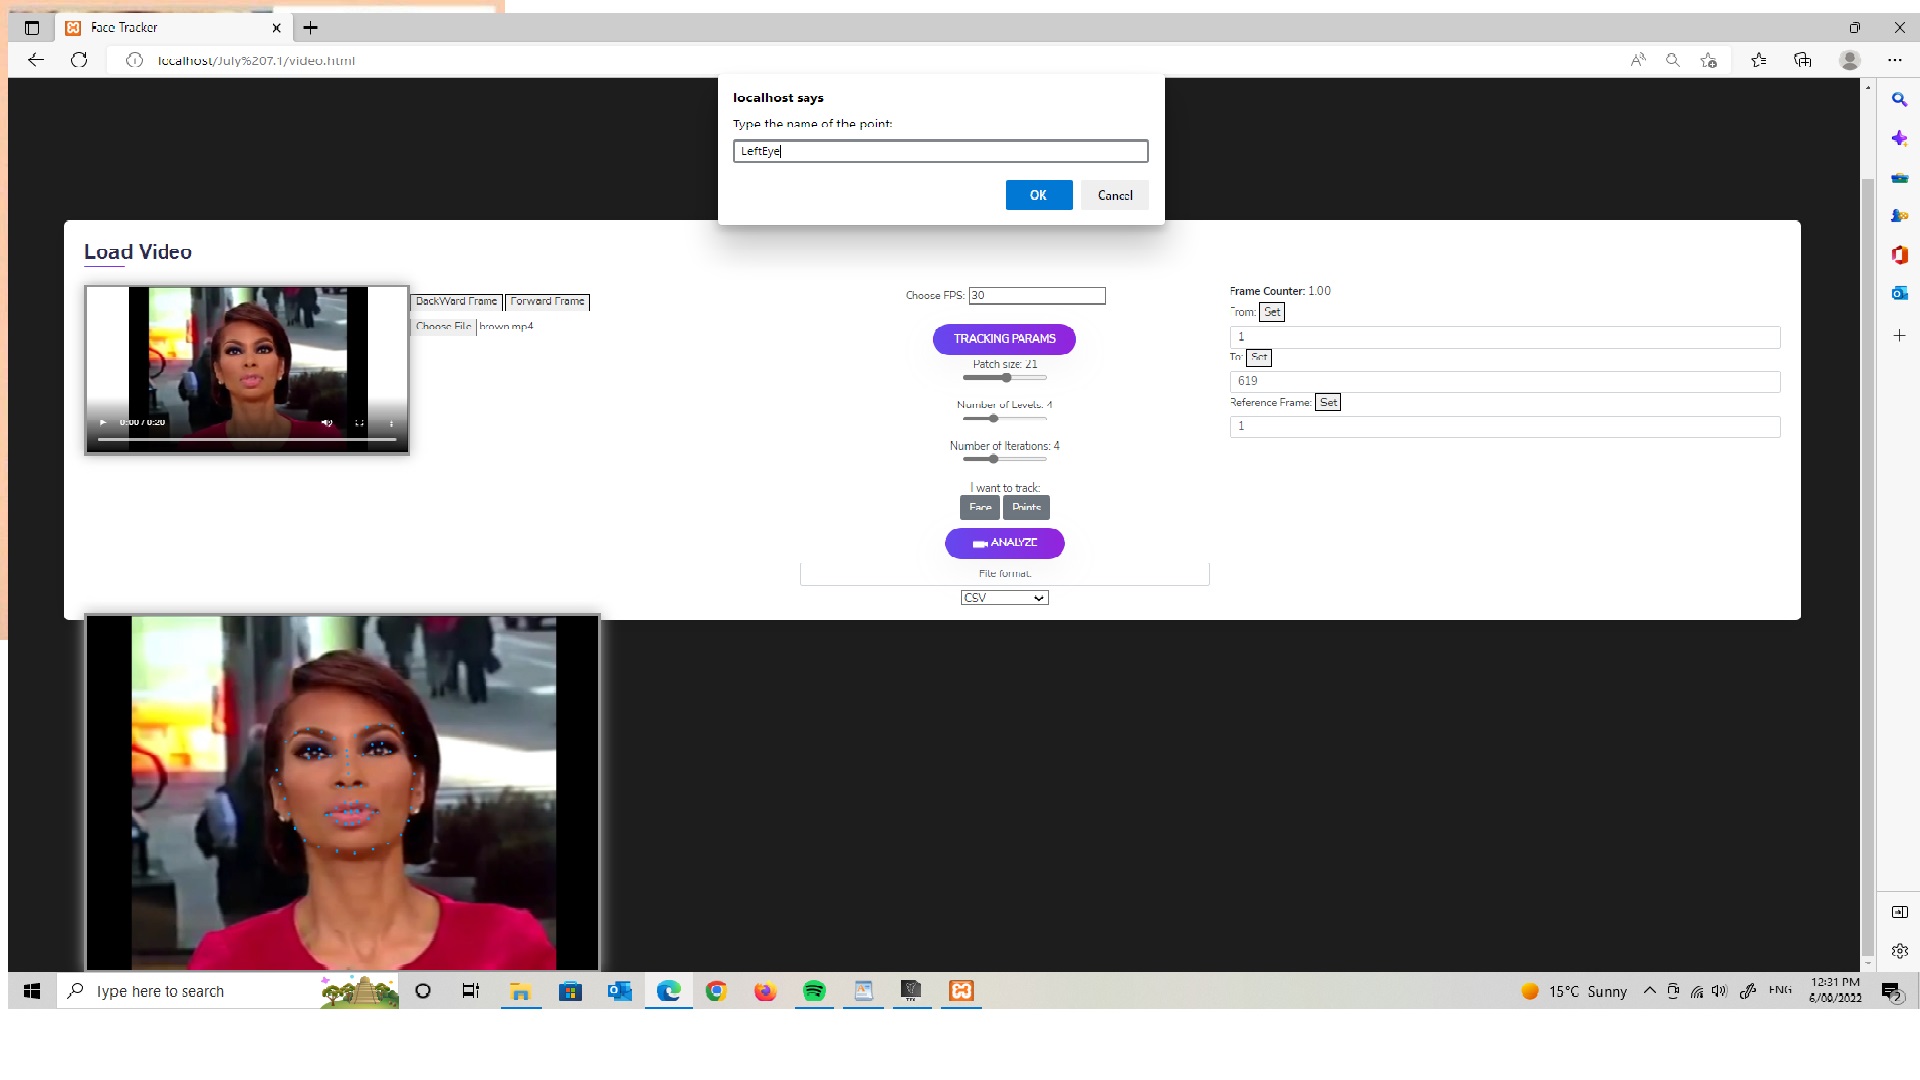 Face Tracker
localhost/July%207.1/video.html
localhost says
Type the name of the point:
LeftEye
OK
Cancel
Load Video
BackWard Frame
Forward Frame
Choose File brown.mp4
0:00 / 0:20
Choose FPS: 30
TRACKING PARAMS
Patch size: 21
Number of Levels: 4
Number of Iterations: 4
I want to track:
Face
Points
ANALYZE
File format:
CSV
Frame Counter: 1.00
From: Set
1
To: Set
619
Reference Frame: Set
1
Type here to search
15°C Sunny
ENG
12:31 PM
6/06/2022
2